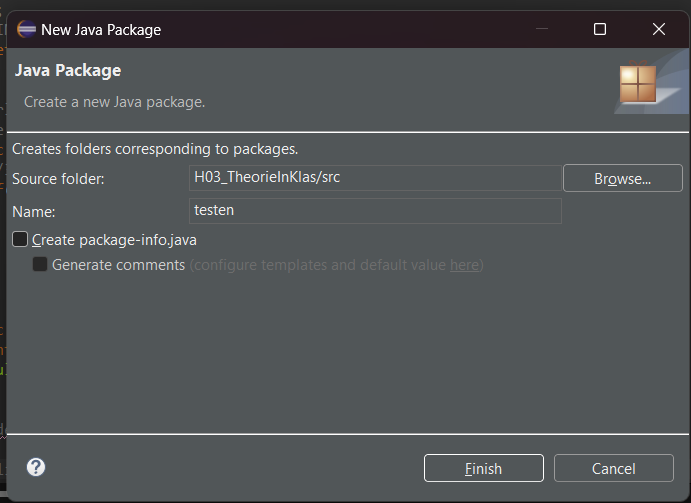 New Java Package
Java Package
Create a new Java package.
Creates folders corresponding to packages.
Source folder: H03_TheorieInKlas/src Browse...
Name: testen
Create package-info.java
Generate comments (configure templates and default value here)
Finish Cancel